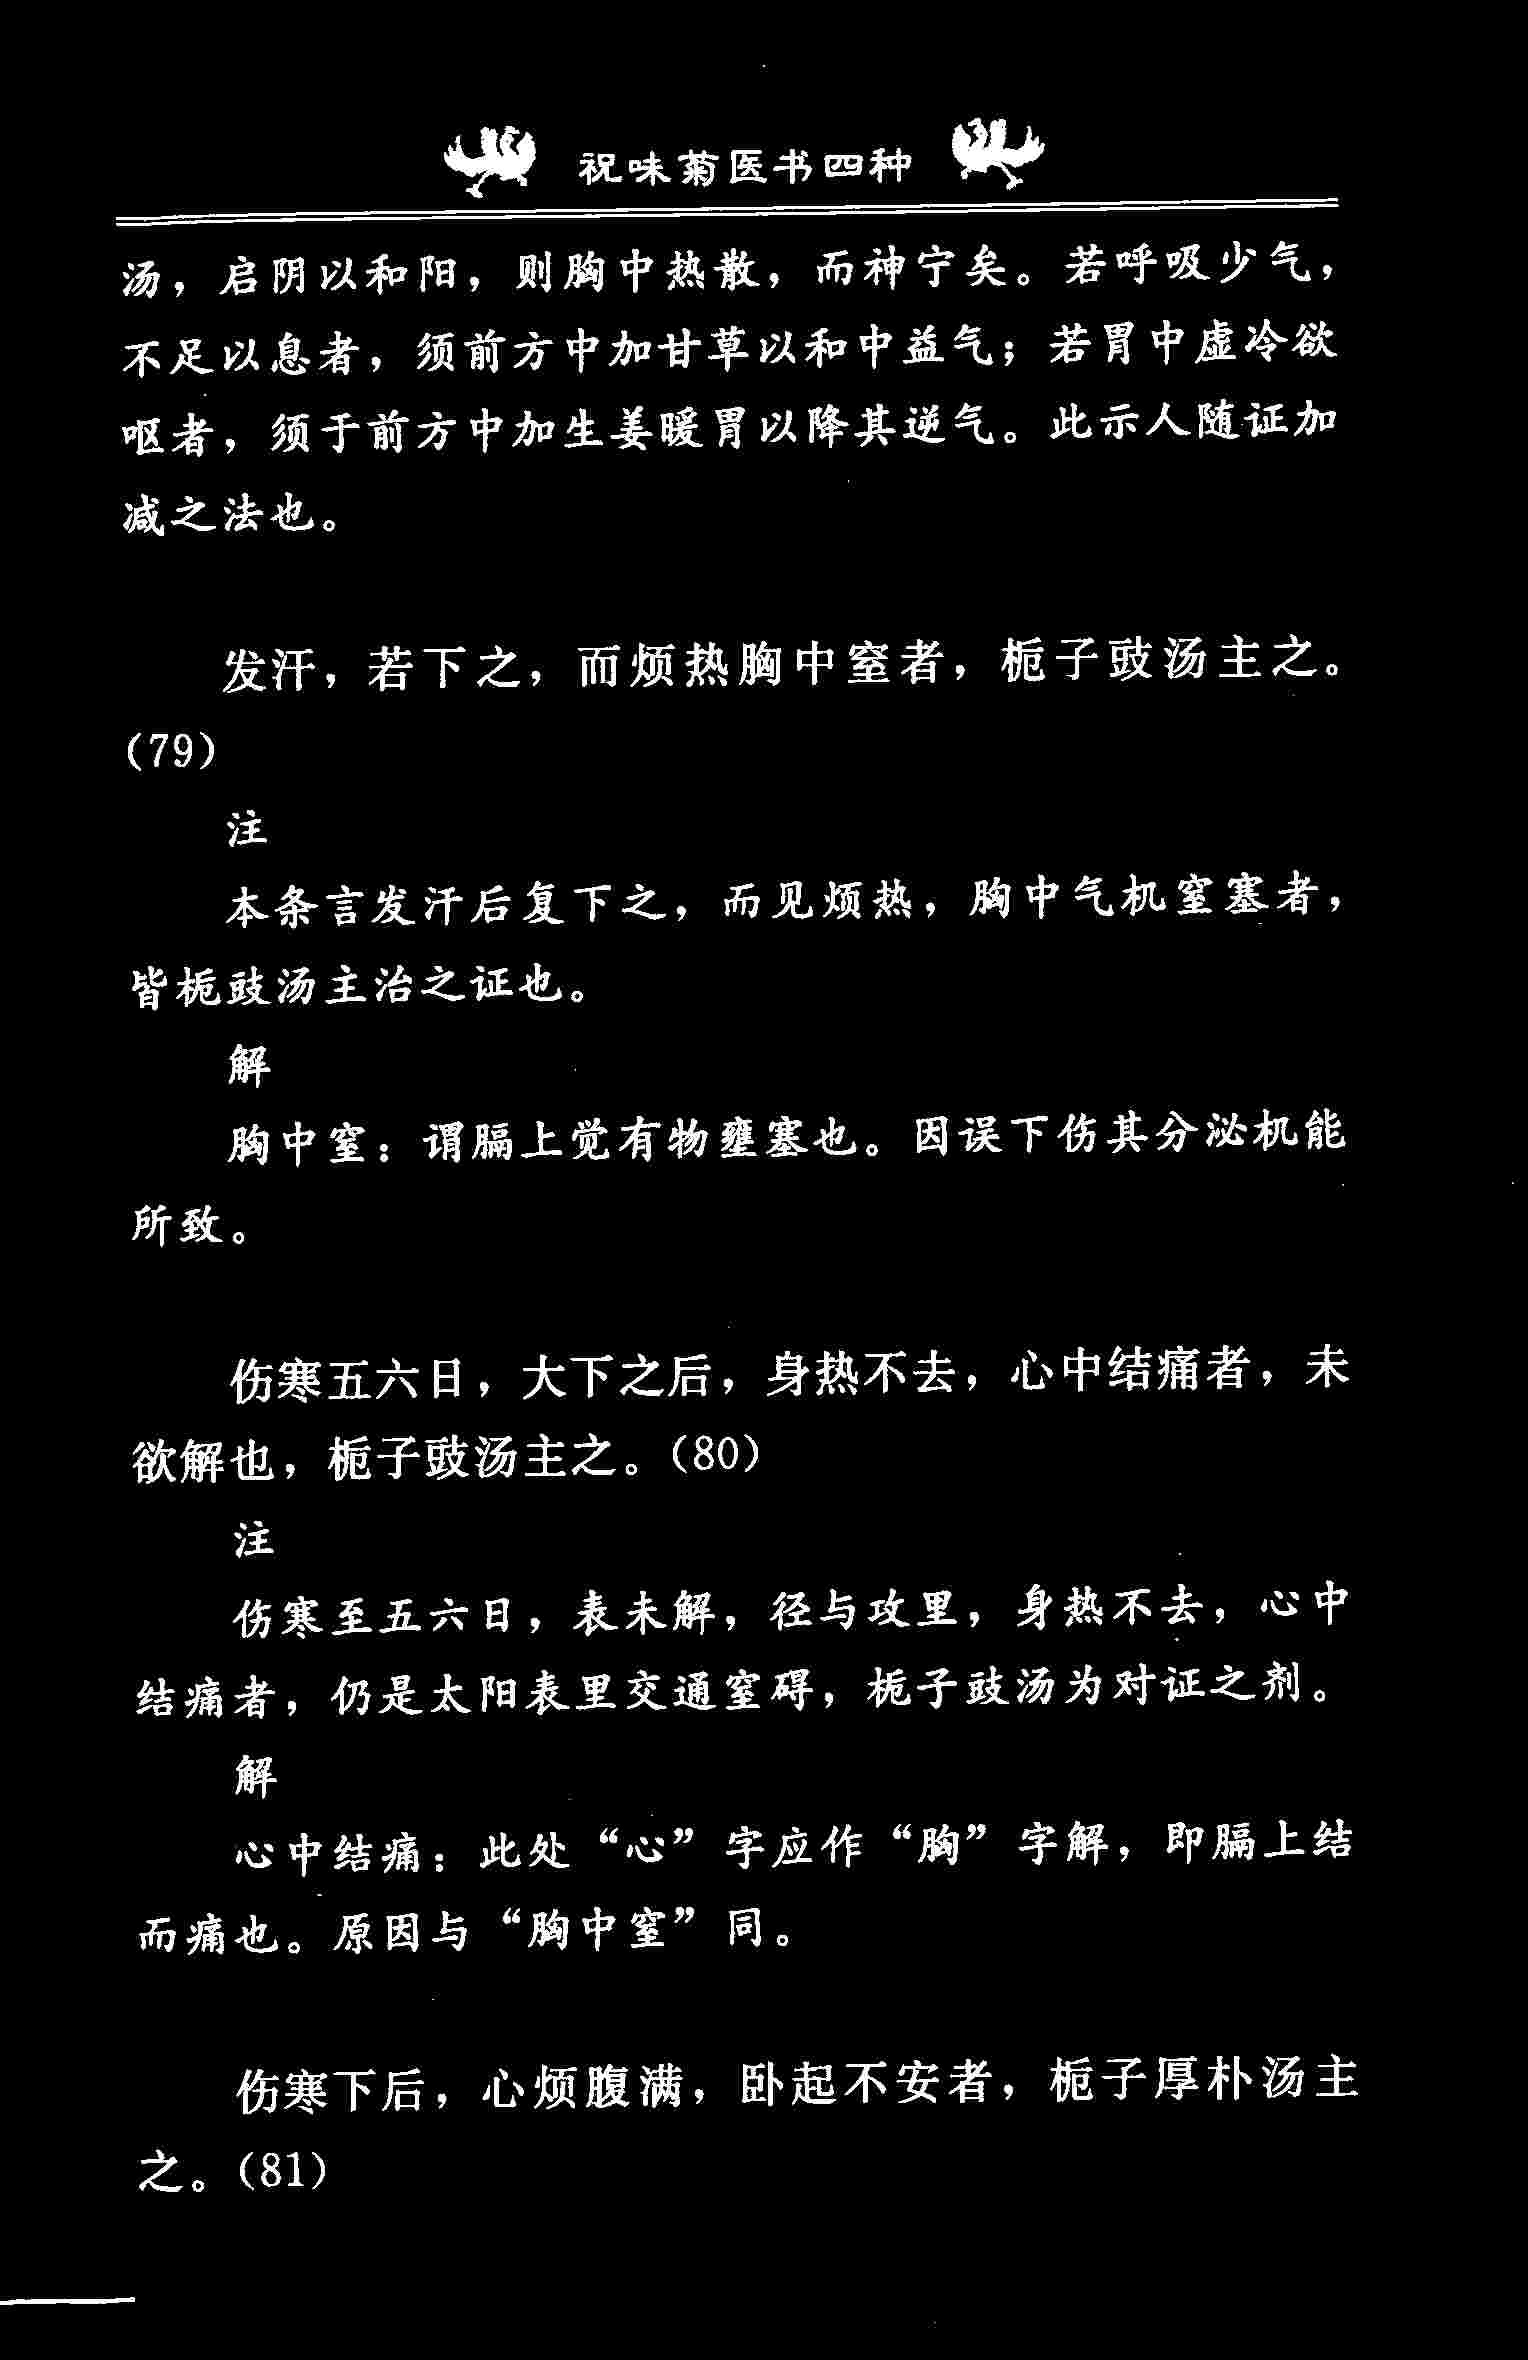 祝味菊医书四种
汤，启阴以和阳，则胸中热散，而神宁矣。若呼吸少气，
不足以息者，须前方中加甘草以和中益气；若胃中虚冷欲
呕者，须于前方中加生姜暖胃以降其逆气。此示人随证加
减之法也。
发汗，若下之，而烦热胸中窒者，栀子豉汤主之。
(79)
注
本条言发汗后复下之，而见烦热，胸中气机窒塞者，
皆栀豉汤主治之证也。
解
胸中窒：谓膈上觉有物壅塞也。因误下伤其分泌机能
所致。
伤寒五六日，大下之后，身热不去，心中结痛者，未
欲解也，栀子豉汤主之。(80)
注
伤寒至五六日，表未解，径与攻里，身热不去，心中
结痛者，仍是太阳表里交通窒碍，栀子豉汤为对证之剂。
解
心中结痛：此处“心”字应作“胸”字解，即膈上结
而痛也。原因与“胸中窒”同。
伤寒下后，心烦腹满，卧起不安者，栀子厚朴汤主
之。(81)